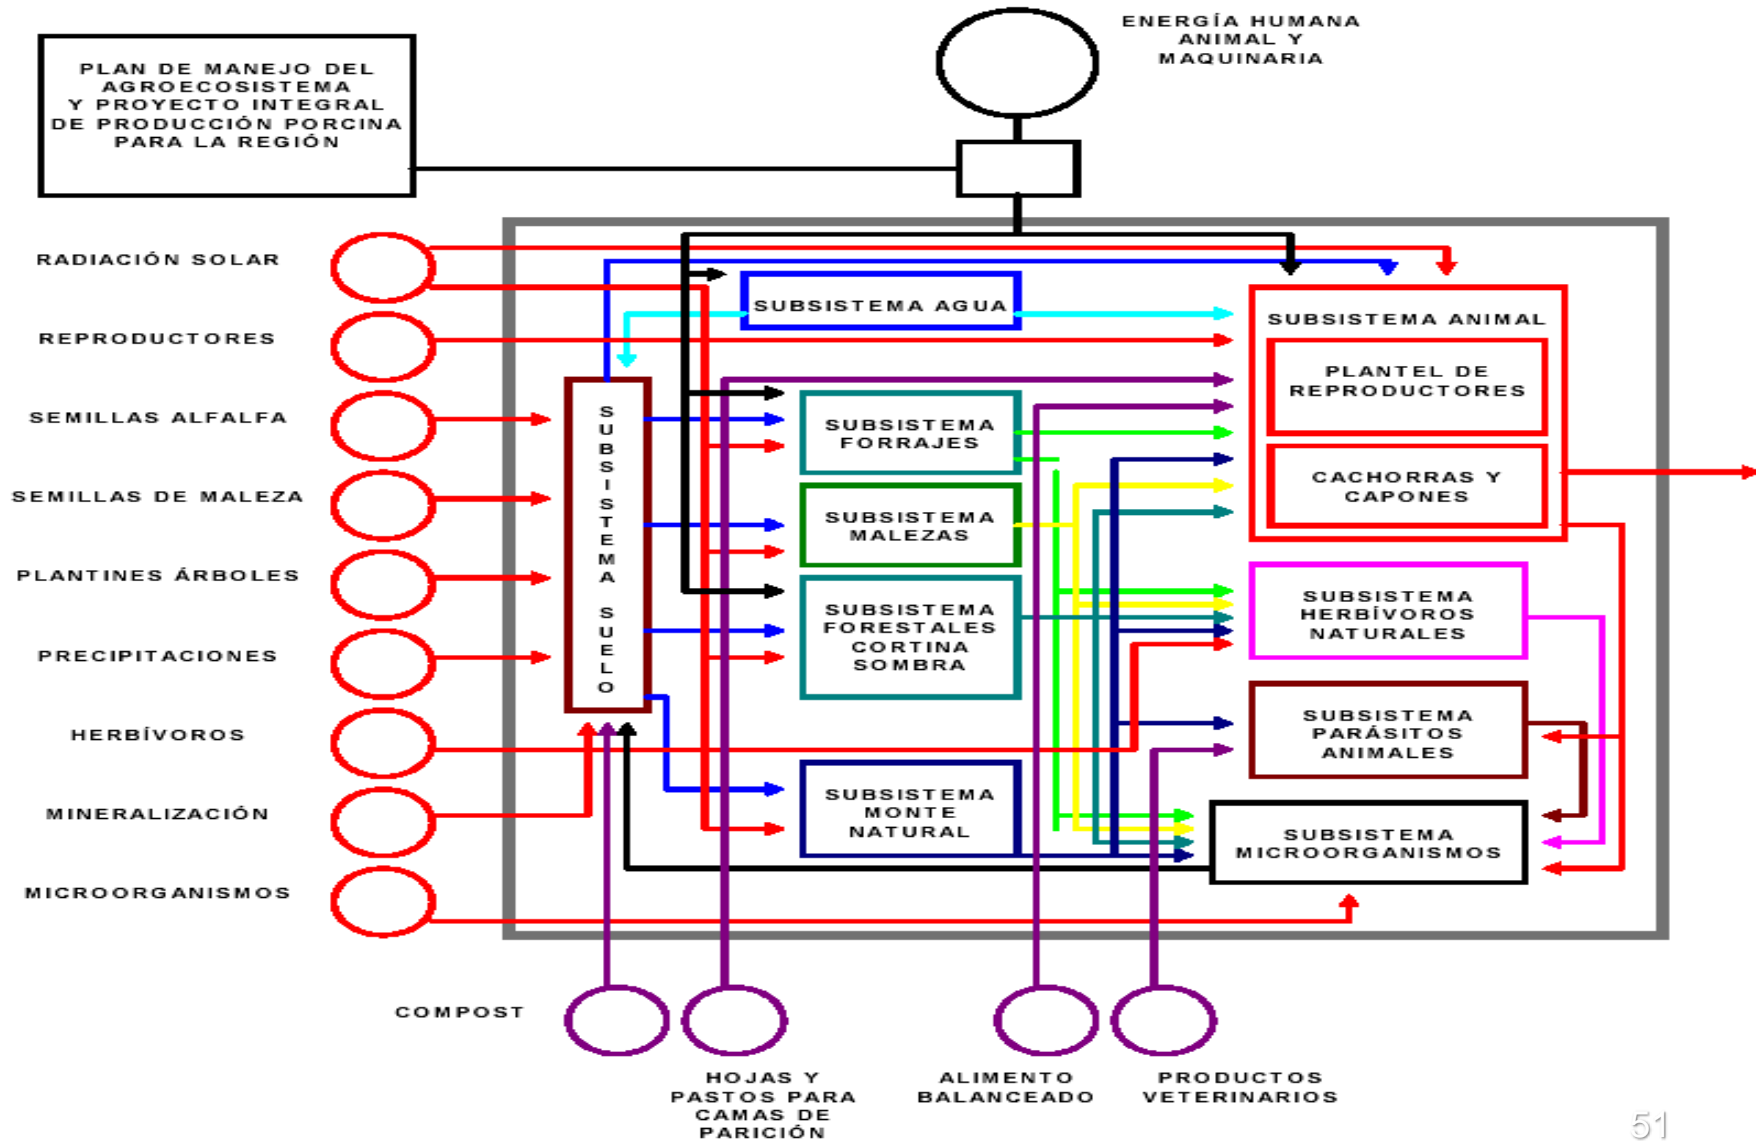 ENERGÍA HUMANA
ANIMAL Y
MAQUINARIA
PLAN DE MANEJO DEL
AGROECOSISTEMA
Y PROYECTO INTEGRAL
DE PRODUCCIÓN PORCINA
PARA LA REGIÓN
RADIACIÓN SOLAR
REPRODUCTORES
SEMILLAS ALFALFA
SEMILLAS DE MALEZA
PLANTINES ÁRBOLES
PRECIPITACIONES
HERBÍVOROS
MINERALIZACIÓN
MICROORGANISMOS
SUBSISTEMA SUELO
SUBSISTEMA AGUA
SUBSISTEMA
FORRAJES
SUBSISTEMA
MALEZAS
SUBSISTEMA
FORESTALES
CORTINA
SOMBRA
SUBSISTEMA
MONTE
NATURAL
SUBSISTEMA ANIMAL
PLANTEL DE
REPRODUCTORES
CACHORRAS Y
CAPONES
SUBSISTEMA
HERBÍVOROS
NATURALES
SUBSISTEMA
PARÁSITOS
ANIMALES
SUBSISTEMA
MICROORGANISMOS
COMPOST
HOJAS Y
PASTOS PARA
CAMAS DE
PARICIÓN
ALIMENTO
BALANCEADO
PRODUCTOS
VETERINARIOS
51